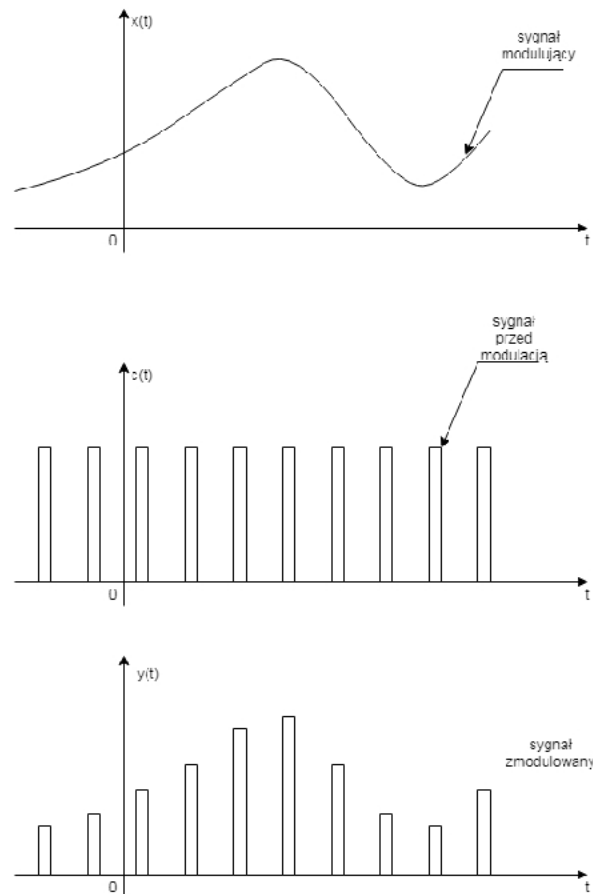 x(t)
sygnał
modulujący
0
t
sygnał
przed
modulacją
c(t)
0
t
y(t)
sygnał
zmodulowany
0
t